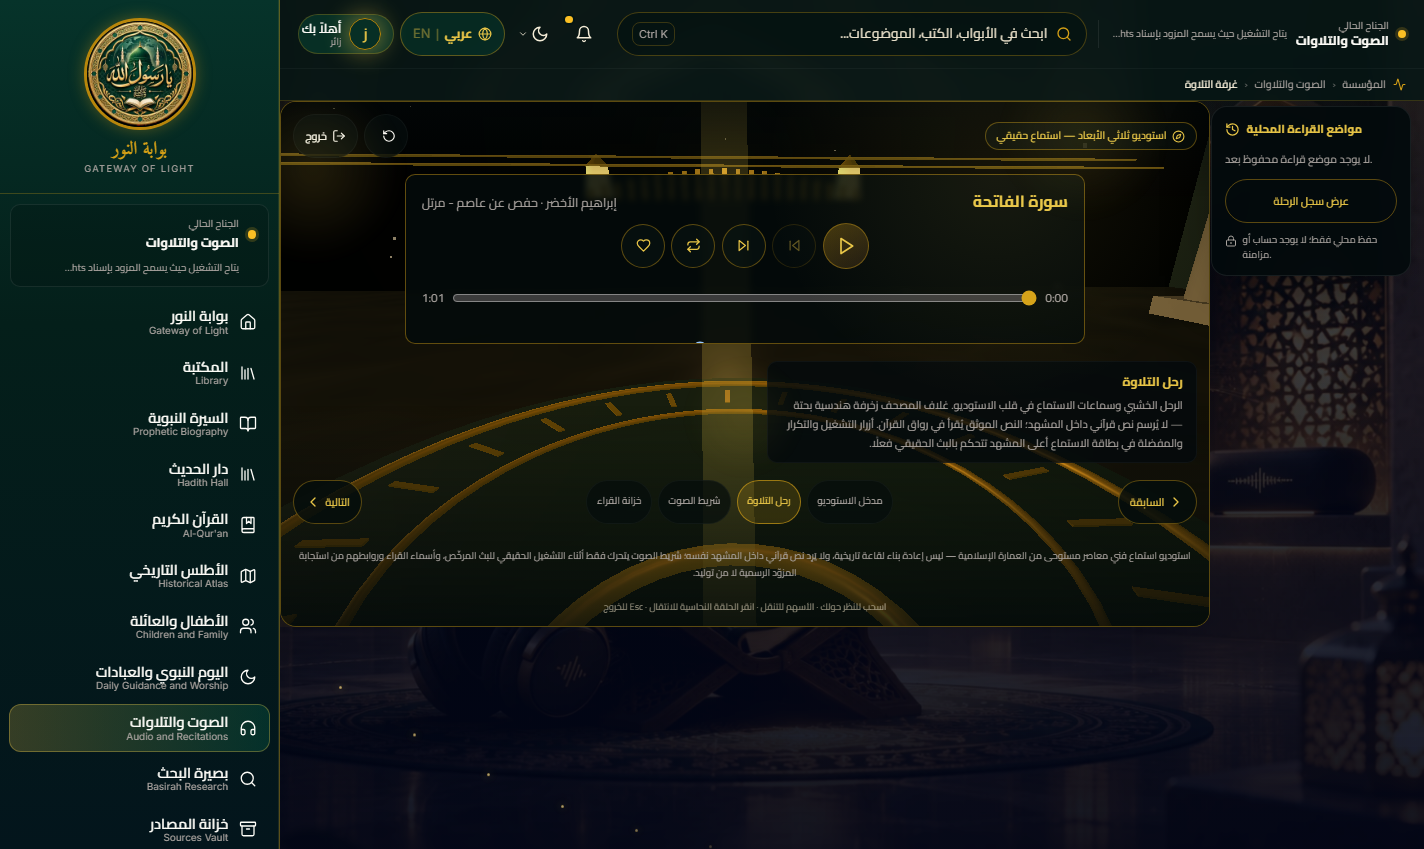 يا رسول الله
بوابة النور
GATEWAY OF LIGHT
الجناح الحالي
الصوت والتلاوات
يتاح التشغيل حيث يسمح المزود بإسناد hts...
بوابة النور
Gateway of Light
المكتبة
Library
السيرة النبوية
Prophetic Biography
دار الحديث
Hadith Hall
القرآن الكريم
Al-Qur'an
الأطلس التاريخي
Historical Atlas
الأطفال والعائلة
Children and Family
اليوم النبوي والعبادات
Daily Guidance and Worship
الصوت والتلاوات
Audio and Recitations
بصيرة البحث
Basirah Research
خزانة المصادر
Sources Vault
الجناح الحالي
الصوت والتلاوات
يتاح التشغيل حيث يسمح المزود بإسناد hts...
ابحث في الأبواب، الكتب، الموضوعات...
Ctrl K
عربي | EN
ز
أهلاً بك
زائر
المؤسسة › الصوت والتلاوات › غرفة التلاوة
مواضع القراءة المحلية
لا يوجد موضع قراءة محفوظ بعد.
عرض سجل الرحلة
حفظ محلي فقط؛ لا يوجد حساب أو
مزامنة.
استوديو ثلاثي الأبعاد — استماع حقيقي
خروج
سورة الفاتحة
إبراهيم الأخضر · حفص عن عاصم - مرتل
0:00
1:01
رحل التلاوة
الرحل الخشبي وسماعات الاستماع في قلب الاستوديو. غلاف المصحف زخرفة هندسية بحتة
— لا يُرسم نص قرآني داخل المشهد؛ النص الموثق يُقرأ في رواق القرآن. أزرار التشغيل والتكرار
والمفضلة في بطاقة الاستماع أعلى المشهد تتحكم بالبث الحقيقي فعلًا.
السابقة
مدخل الاستوديو
رحل التلاوة
شريط الصوت
خزانة القراء
التالية
استوديو استماع فني معاصر مستوحى من العمارة الإسلامية — ليس إعادة بناء لقاعة تاريخية، ولا يَرِد نص قرآني داخل المشهد نفسه؛ شريط الصوت يتحرك فقط أثناء التشغيل الحقيقي للبث المرخّص، وأسماء القراء وروابطهم من استجابة
المزوّد الرسمية لا من توليد.
اسحب للنظر حولك · الأسهم للتنقل · انقر الحلقة النحاسية للانتقال · Esc للخروج